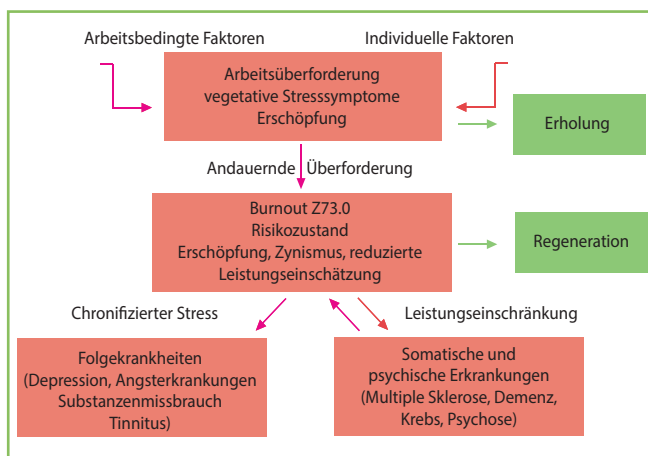 Arbeitsbedingte Faktoren
Individuelle Faktoren
Arbeitsüberforderung
vegetative Stresssymptome
Erschöpfung
Erholung
Andauernde Überforderung
Burnout Z73.0
Risikozustand
Erschöpfung, Zynismus, reduzierte
Leistungseinschätzung
Regeneration
Chronifizierter Stress
Leistungseinschränkung
Folgekrankheiten
(Depression, Angsterkrankungen
Substanzenmissbrauch
Tinnitus)
Somatische und
psychische Erkrankungen
(Multiple Sklerose, Demenz,
Krebs, Psychose)